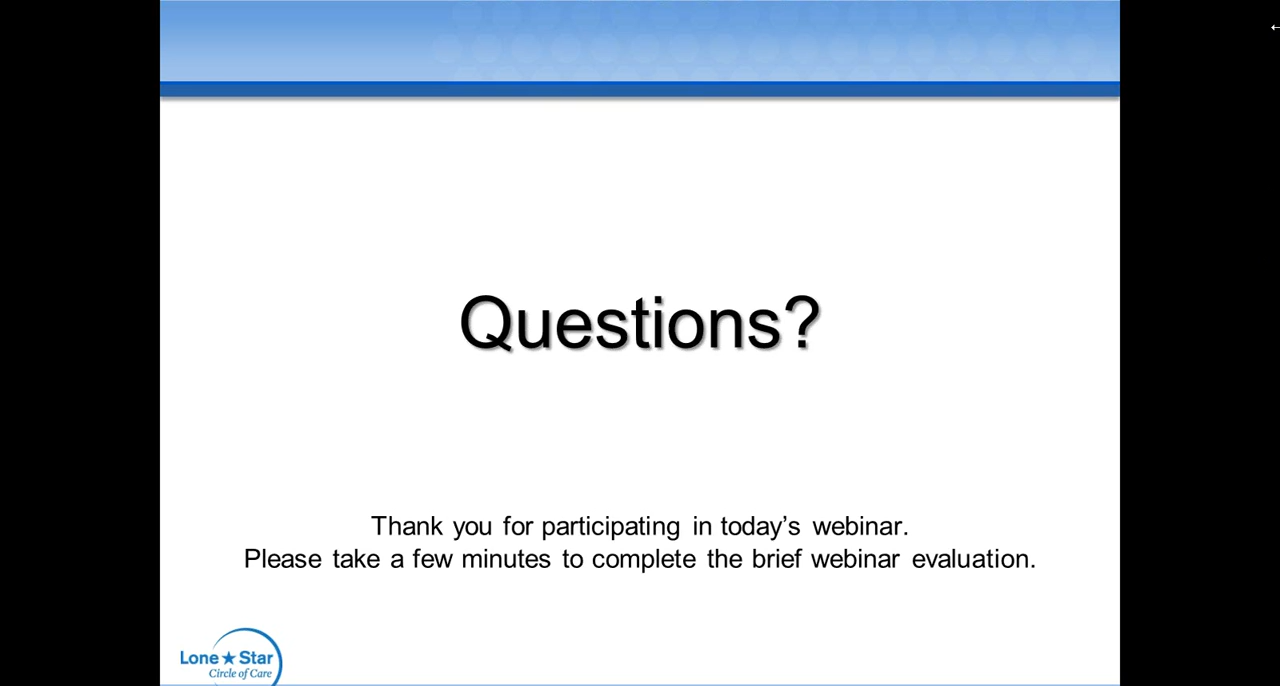 Questions?
Thank you for participating in today’s webinar.
Please take a few minutes to complete the brief webinar evaluation.
Lone★Star
Circle of Care